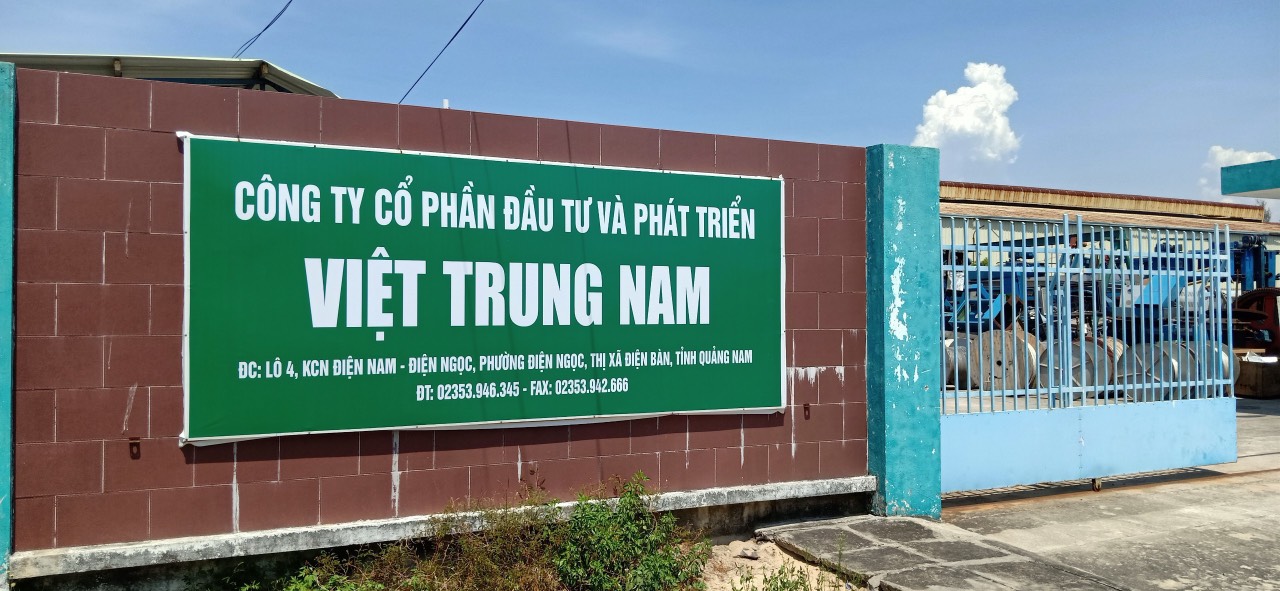 CÔNG TY CỔ PHẦN ĐẦU TƯ VÀ PHÁT TRIỂN
VIỆT TRUNG NAM
ĐC: LÔ 4, KCN ĐIỆN NAM - ĐIỆN NGỌC, PHƯỜNG ĐIỆN NGỌC, THỊ XÃ ĐIỆN BÀN, TỈNH QUẢNG NAM
ĐT: 02353.946.345 - FAX: 02353.942.666